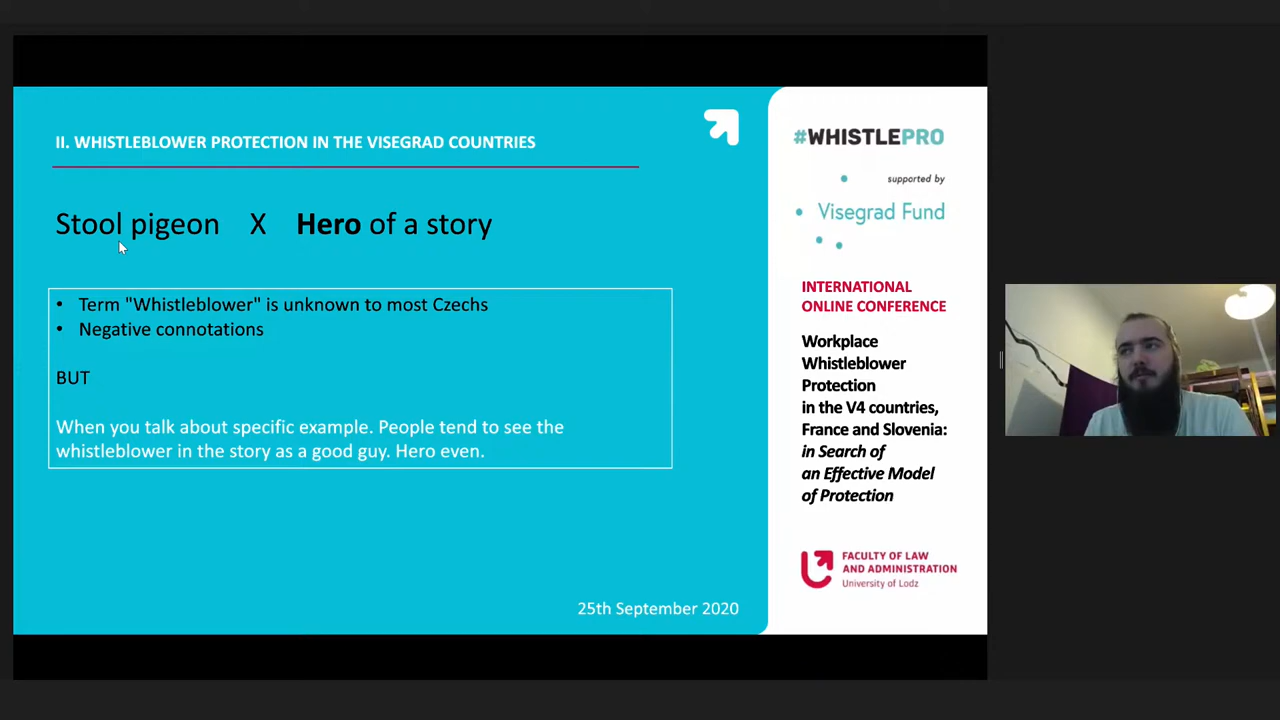 II. WHISTLEBLOWER PROTECTION IN THE VISEGRAD COUNTRIES
Stool pigeon X Hero of a story
• Term "Whistleblower" is unknown to most Czechs
• Negative connotations
BUT
When you talk about specific example. People tend to see the
whistleblower in the story as a good guy. Hero even.
25th September 2020
#WHISTLEPRO
supported by
Visegrad Fund
INTERNATIONAL
ONLINE CONFERENCE
Workplace
Whistleblower
Protection
in the V4 countries,
France and Slovenia:
in Search of
an Effective Model
of Protection
FACULTY OF LAW
AND ADMINISTRATION
University of Lodz